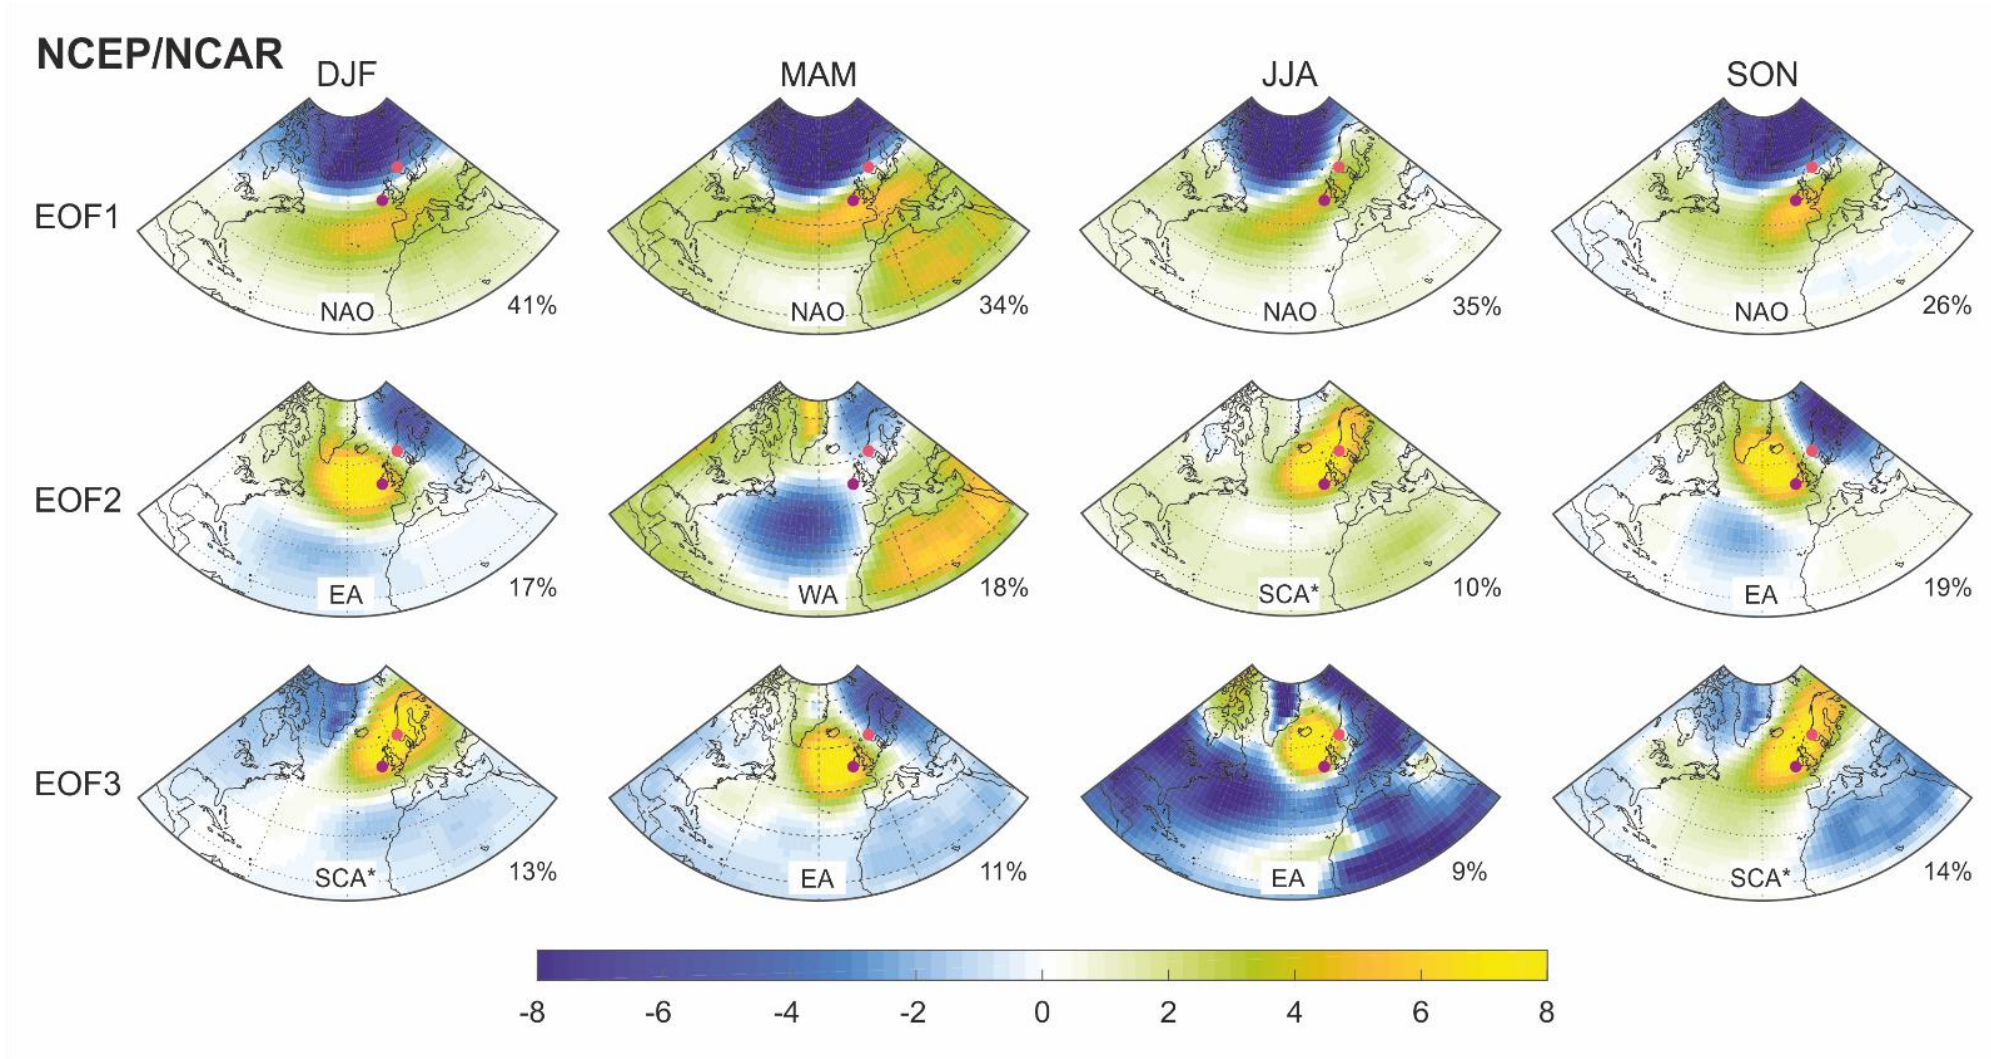 NCEP/NCAR
DJF MAM JJA SON
EOF1
NAO 41% NAO 34% NAO 35% NAO 26%
EOF2
EA 17% WA 18% SCA* 10% EA 19%
EOF3
SCA* 13% EA 11% EA 9% SCA* 14%
-8 -6 -4 -2 0 2 4 6 8